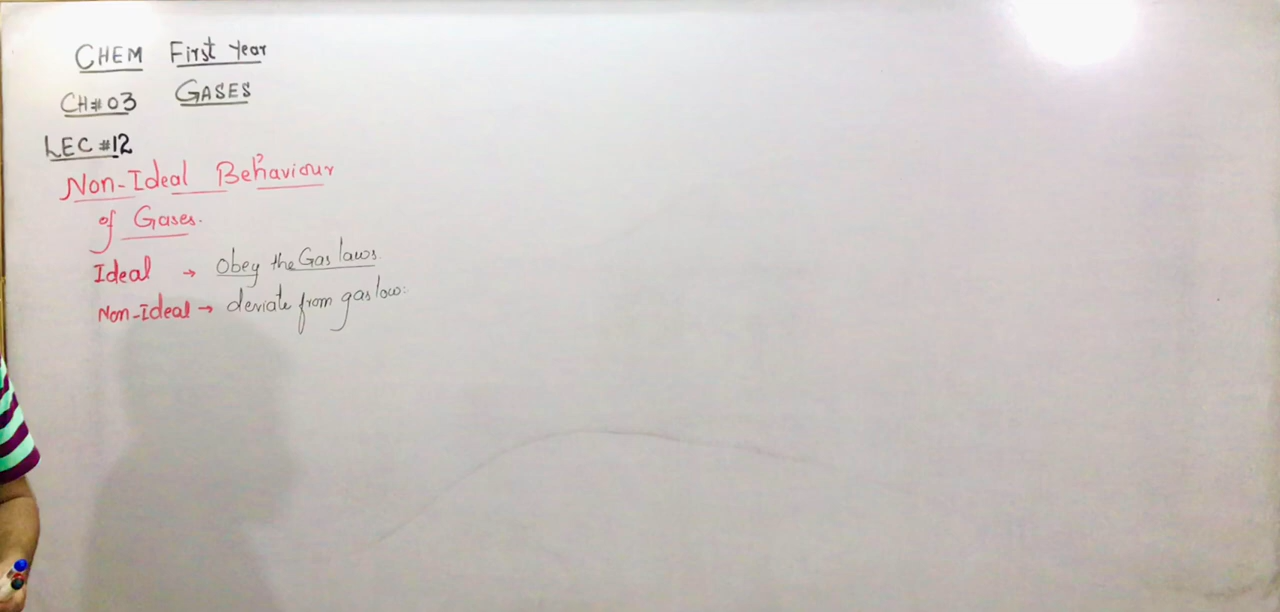 CHEM First Year
CH#03 GASES
LEC #12
Non-Ideal Behaviour
of Gases.
Ideal → Obey the Gas laws.
Non-Ideal → deviate from gas low: